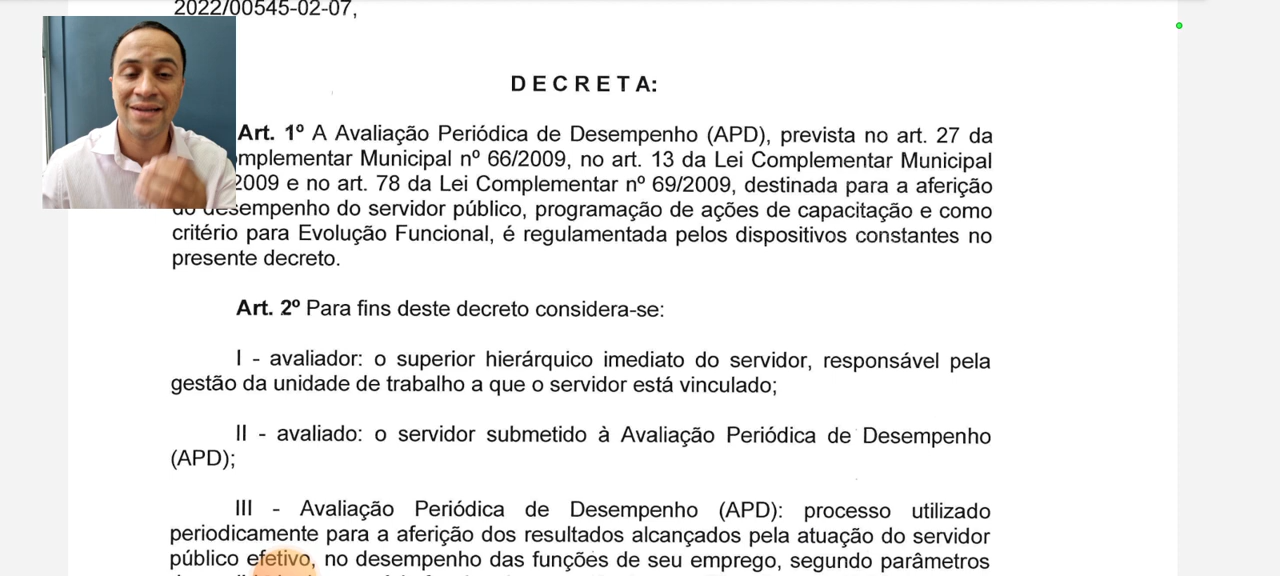 2022/00545-02-07,
D E C R E T A:
Art. 1º A Avaliação Periódica de Desempenho (APD), prevista no art. 27 da
mplementar Municipal nº 66/2009, no art. 13 da Lei Complementar Municipal
2009 e no art. 78 da Lei Complementar nº 69/2009, destinada para a aferição
do desempenho do servidor público, programação de ações de capacitação e como
critério para Evolução Funcional, é regulamentada pelos dispositivos constantes no
presente decreto.
Art. 2º Para fins deste decreto considera-se:
I - avaliador: o superior hierárquico imediato do servidor, responsável pela
gestão da unidade de trabalho a que o servidor está vinculado;
II - avaliado: o servidor submetido à Avaliação Periódica de Desempenho
(APD);
III - Avaliação Periódica de Desempenho (APD): processo utilizado
periodicamente para a aferição dos resultados alcançados pela atuação do servidor
público efetivo, no desempenho das funções de seu emprego, segundo parâmetros